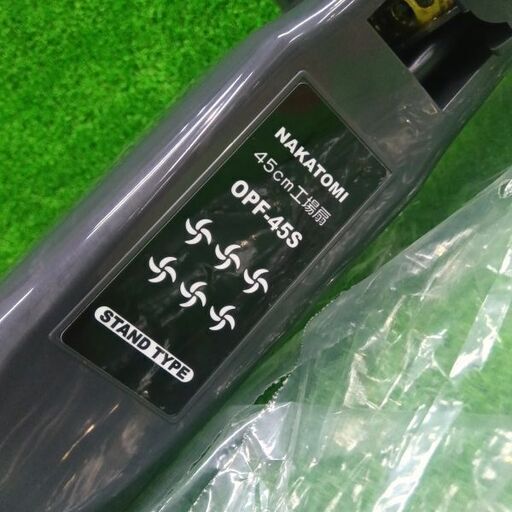 NAKATOMI
45cm工場扇
OPF-45S
STAND TYPE